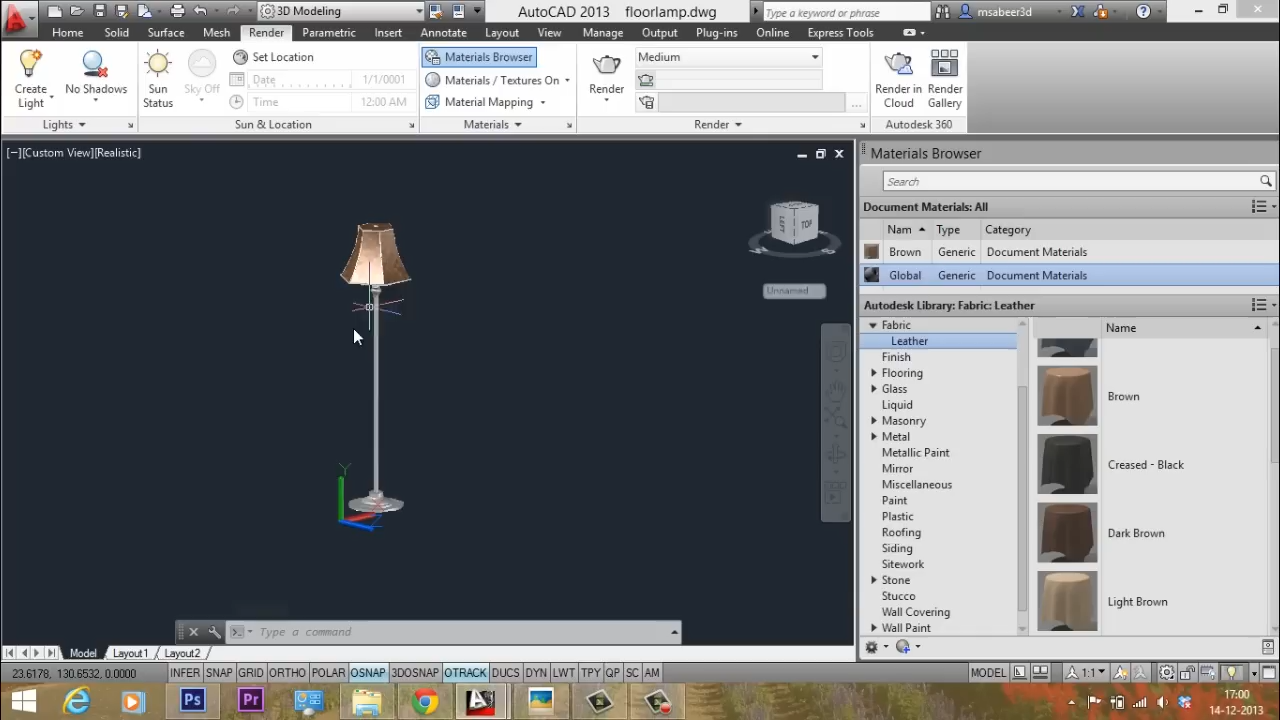 3D Modeling
AutoCAD 2013 floorlamp.dwg
Type a keyword or phrase
msabeer3d
Home Solid Surface Mesh Render Parametric Insert Annotate Layout View Manage Output Plug-ins Online Express Tools
Create Light
No Shadows
Lights
Sun Status
Sky Off
Set Location
Date 1/1/0001
Time 12:00 AM
Sun & Location
Materials Browser
Materials / Textures On
Material Mapping
Materials
Render
Medium
...
Render
Render in Cloud
Render Gallery
Autodesk 360
[−][Custom View][Realistic]
LEFT
TOP
Unnamed
Y
Z
Type a command
Model Layout1 Layout2
Materials Browser
Search
Document Materials: All
Nam Type Category
Brown Generic Document Materials
Global Generic Document Materials
Autodesk Library: Fabric: Leather
Fabric
Leather
Finish
Flooring
Glass
Liquid
Masonry
Metal
Metallic Paint
Mirror
Miscellaneous
Paint
Plastic
Roofing
Siding
Sitework
Stone
Stucco
Wall Covering
Wall Paint
Name
Brown
Creased - Black
Dark Brown
Light Brown
23.6178, 130.6532, 0.0000
INFER SNAP GRID ORTHO POLAR OSNAP 3DOSNAP OTRACK DUCS DYN LWT TPY QP SC AM
MODEL
1:1
Ps
Pr
17:00
14-12-2013